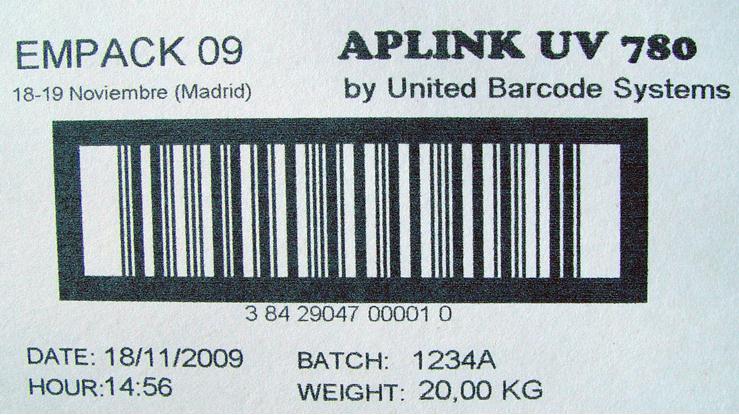 EMPACK 09
18-19 Noviembre (Madrid)
APLINK UV 780
by United Barcode Systems
3 84 29047 00001 0
DATE: 18/11/2009
HOUR:14:56
BATCH: 1234A
WEIGHT: 20,00 KG